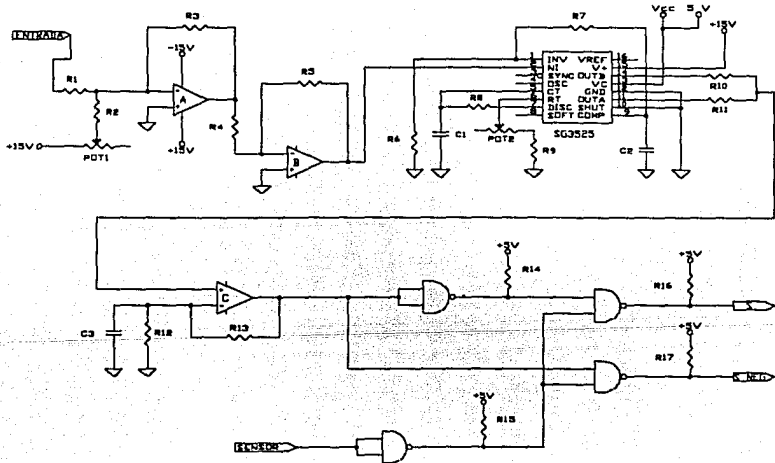 ENTRADA
R1
R2
+15V
POT1
R3
-15V
A
+15V
R4
R5
B
R6
R7
Vcc 5 V
+15V
INV VREF
NI V+
SYNC OUTB
OSC VC
CT GND
RT OUTA
DISC SHUT
SOFT COMP
SG3525
R8
C1
POT2
R9
C2
R10
R11
C
C3
R12
R13
+5V
R14
+5V
R16
+5V
R17
+5V
R15
SENSOR